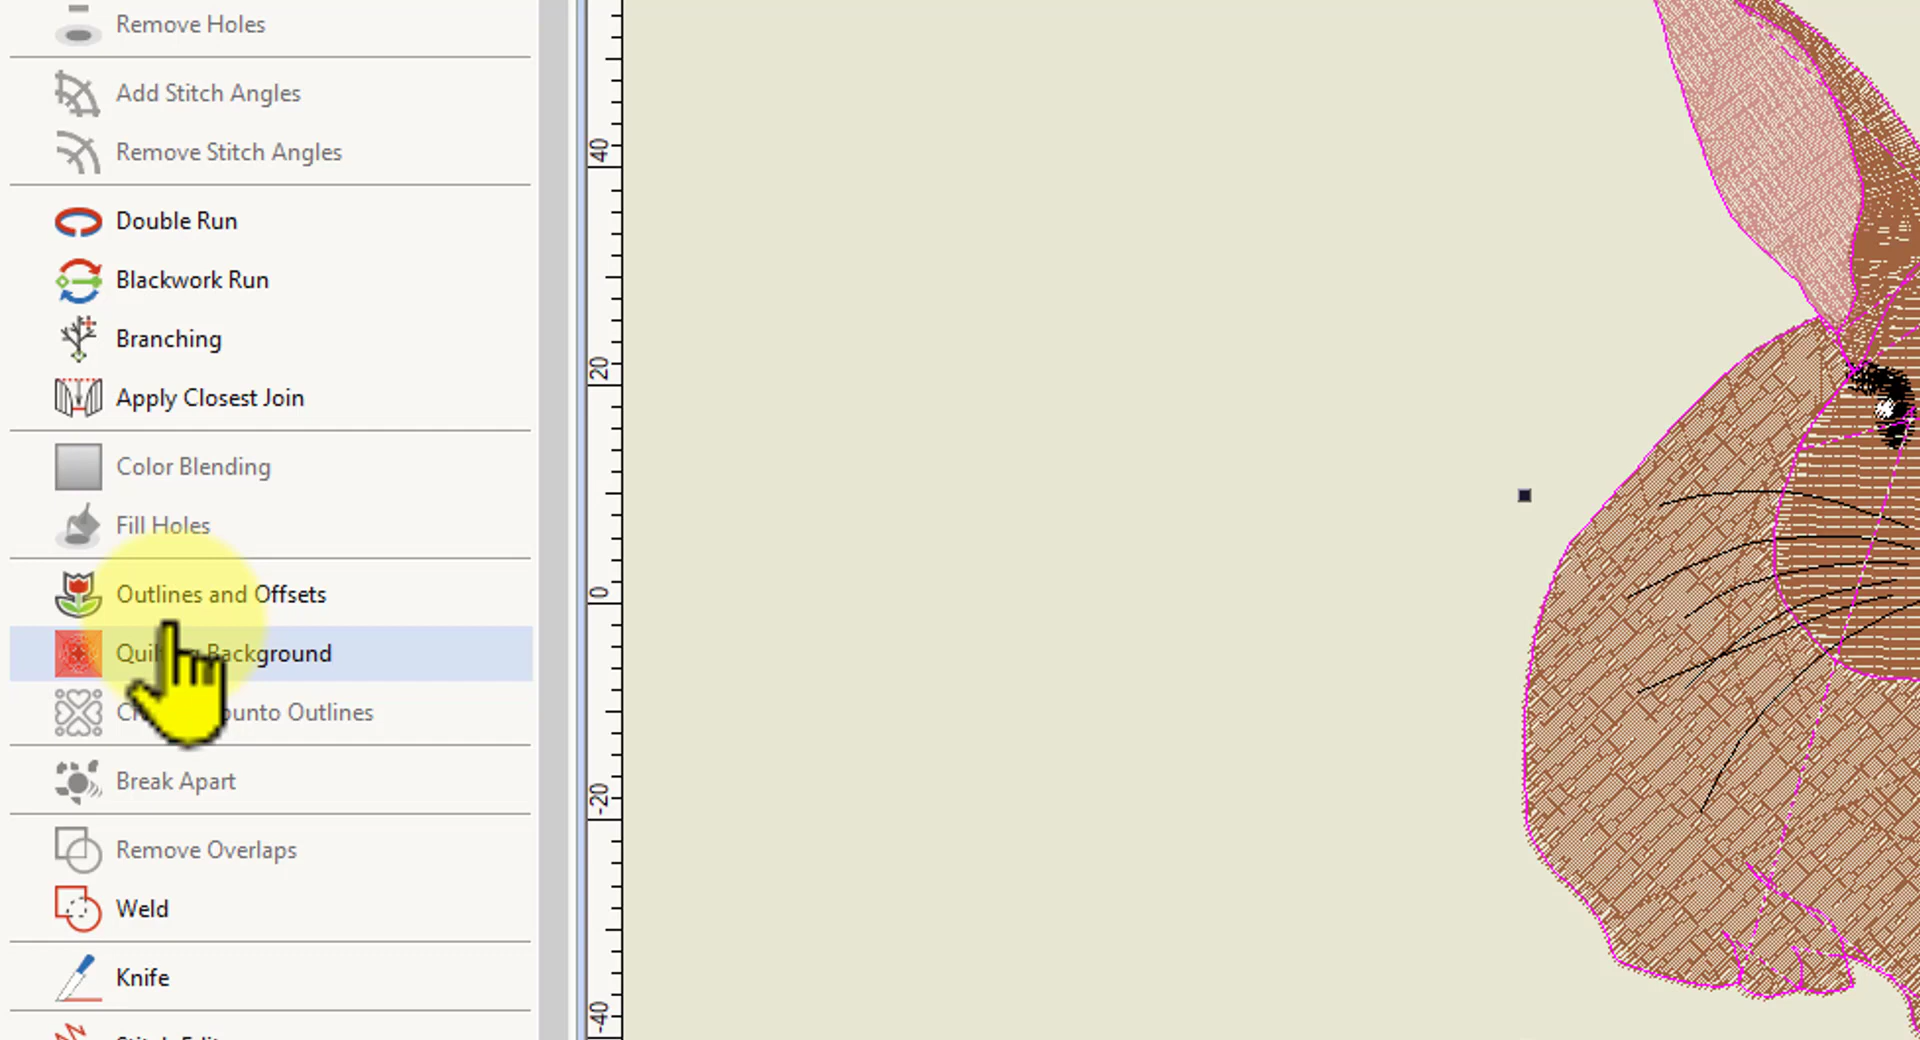 Remove Holes
Add Stitch Angles
Remove Stitch Angles
Double Run
Blackwork Run
Branching
Apply Closest Join
Color Blending
Fill Holes
Outlines and Offsets
Background
Outlines
Break Apart
Remove Overlaps
Weld
Knife
40
20
0
-20
-40